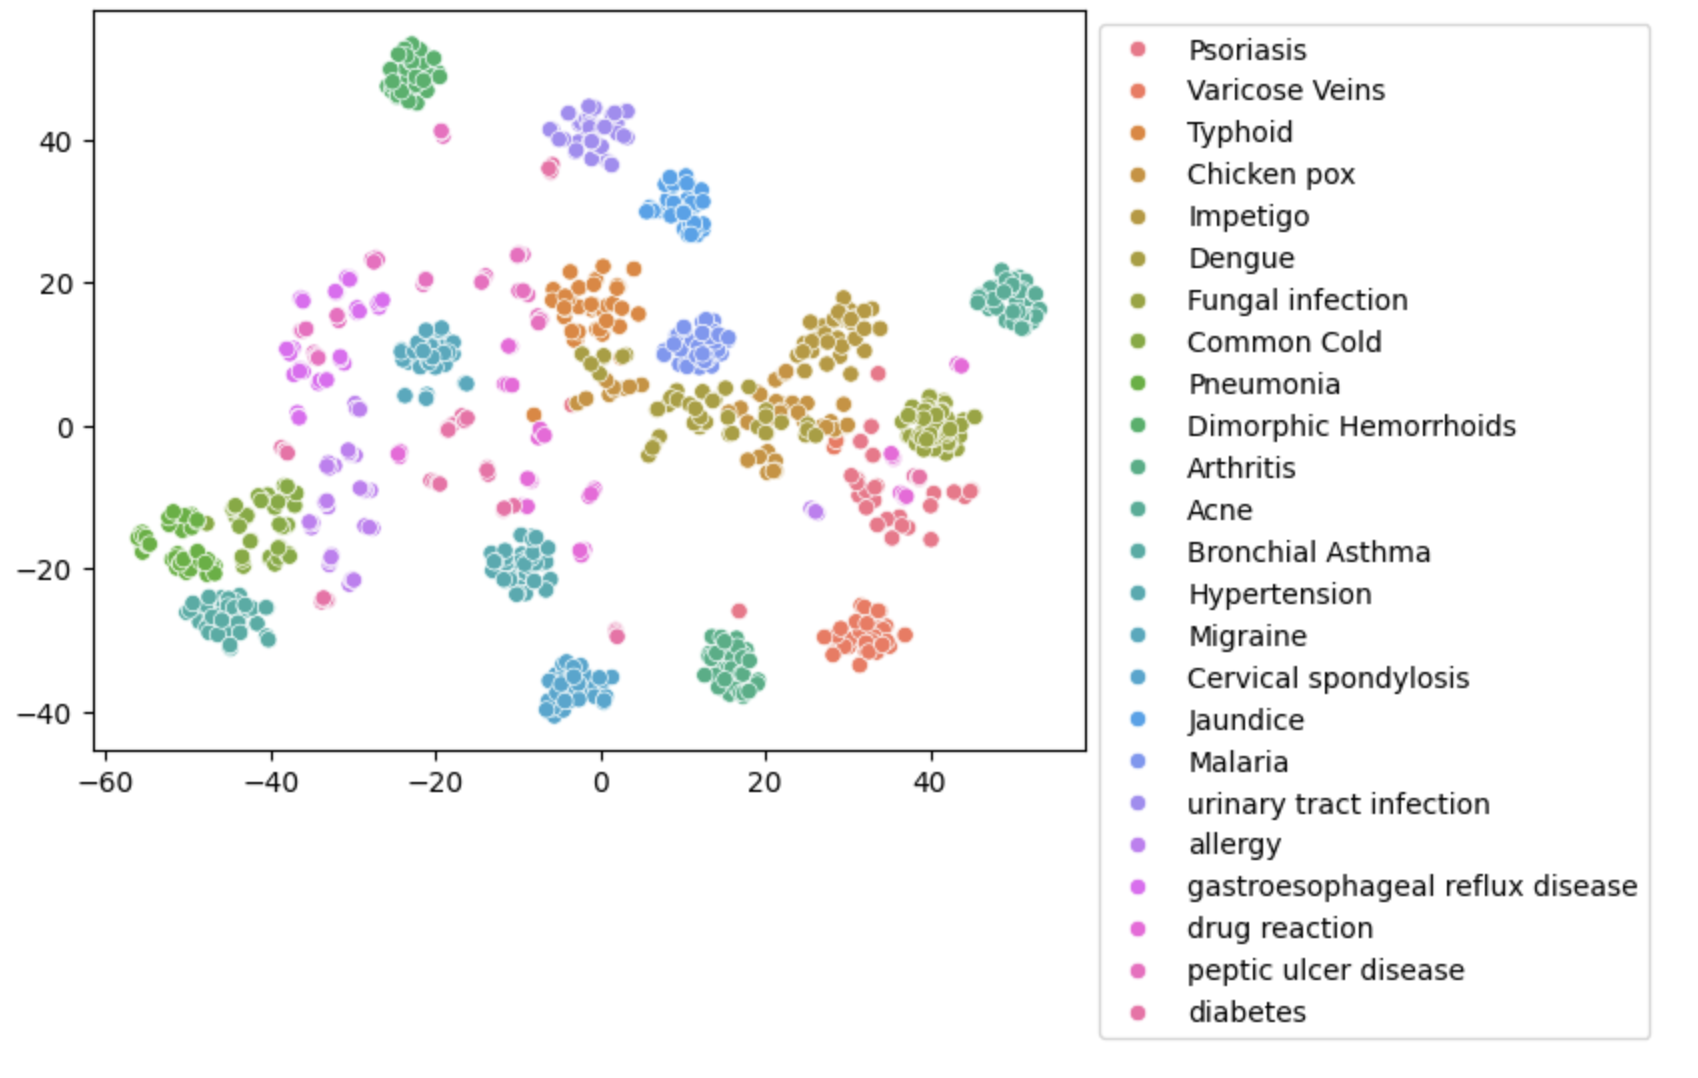 40
20
0
−20
−40
−60
−40
−20
0
20
40
Psoriasis
Varicose Veins
Typhoid
Chicken pox
Impetigo
Dengue
Fungal infection
Common Cold
Pneumonia
Dimorphic Hemorrhoids
Arthritis
Acne
Bronchial Asthma
Hypertension
Migraine
Cervical spondylosis
Jaundice
Malaria
urinary tract infection
allergy
gastroesophageal reflux disease
drug reaction
peptic ulcer disease
diabetes